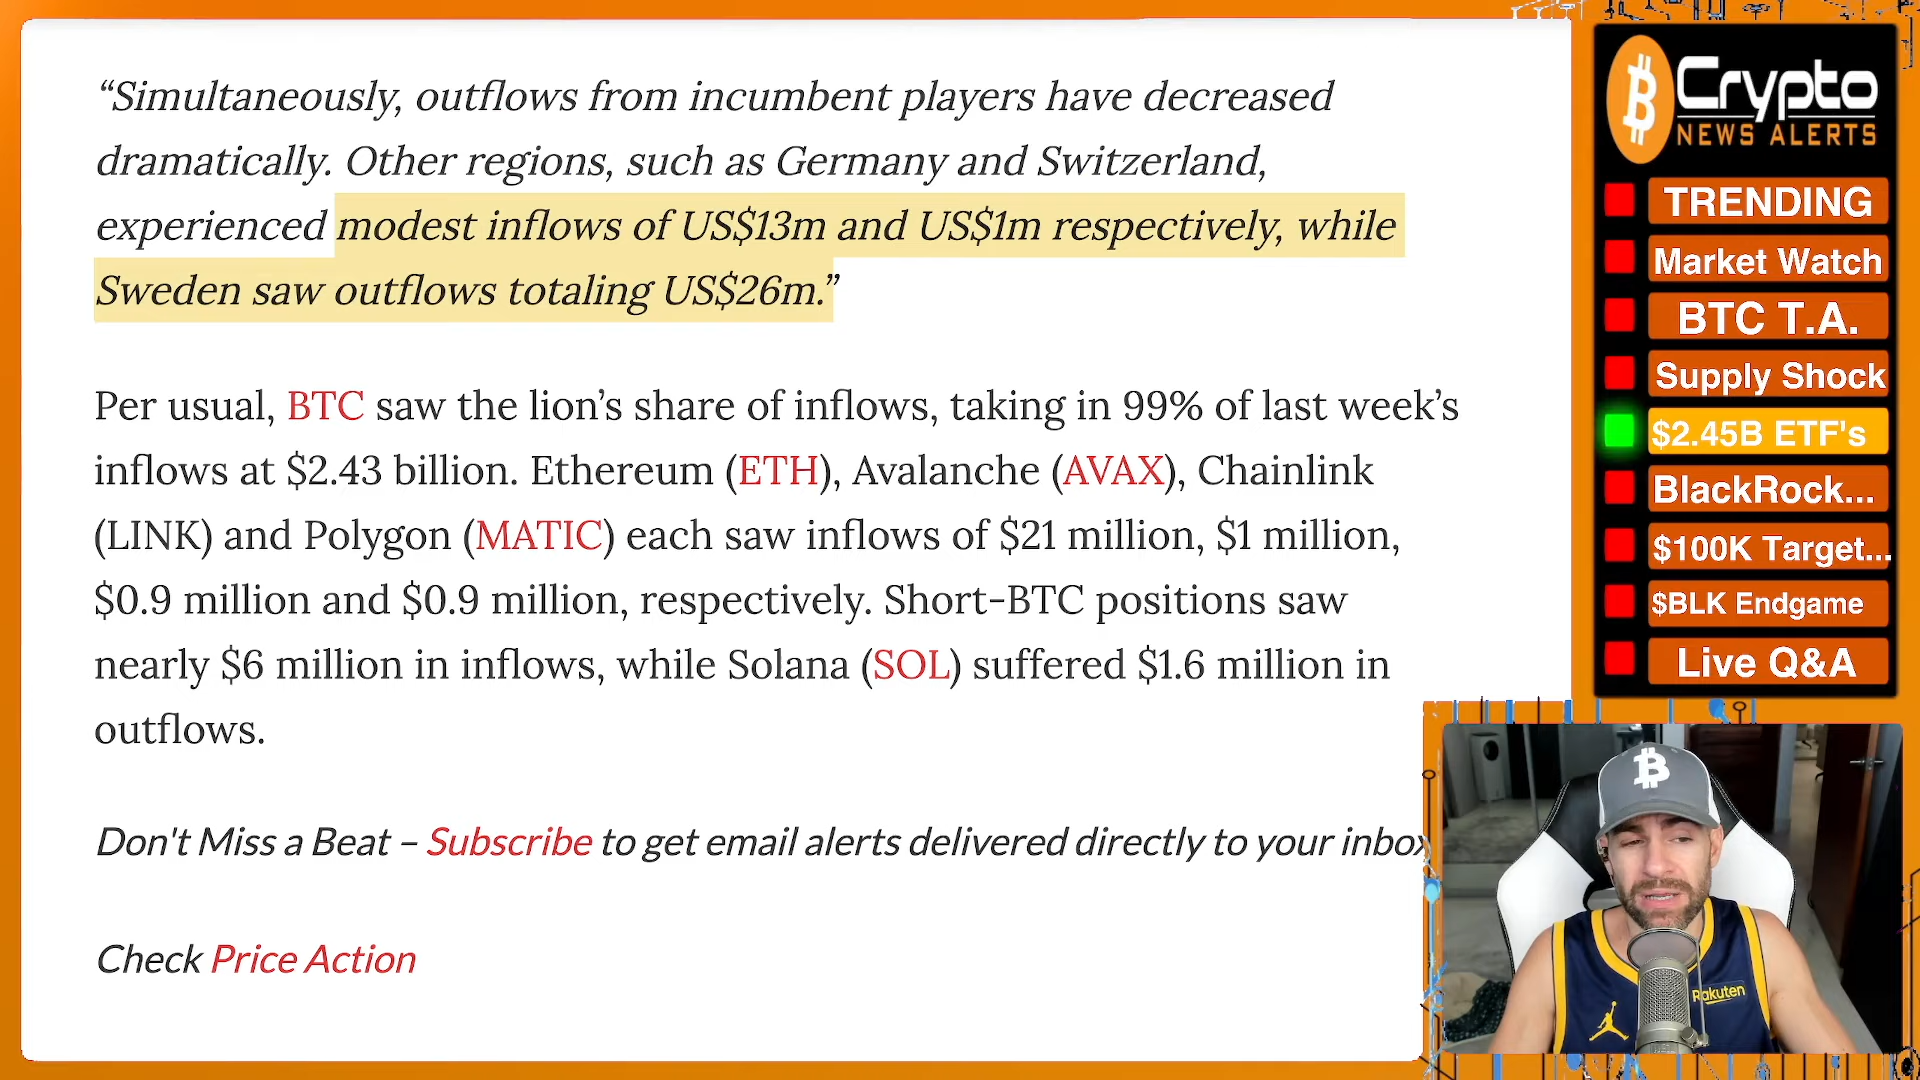 “Simultaneously, outflows from incumbent players have decreased
dramatically. Other regions, such as Germany and Switzerland,
experienced modest inflows of US$13m and US$1m respectively, while
Sweden saw outflows totaling US$26m.”
Per usual, BTC saw the lion’s share of inflows, taking in 99% of last week’s
inflows at $2.43 billion. Ethereum (ETH), Avalanche (AVAX), Chainlink
(LINK) and Polygon (MATIC) each saw inflows of $21 million, $1 million,
$0.9 million and $0.9 million, respectively. Short-BTC positions saw
nearly $6 million in inflows, while Solana (SOL) suffered $1.6 million in
outflows.
Don't Miss a Beat – Subscribe to get email alerts delivered directly to your inbox
Check Price Action
Crypto
NEWS ALERTS
TRENDING
Market Watch
BTC T.A.
Supply Shock
$2.45B ETF's
BlackRock...
$100K Target...
$BLK Endgame
Live Q&A
Rakuten